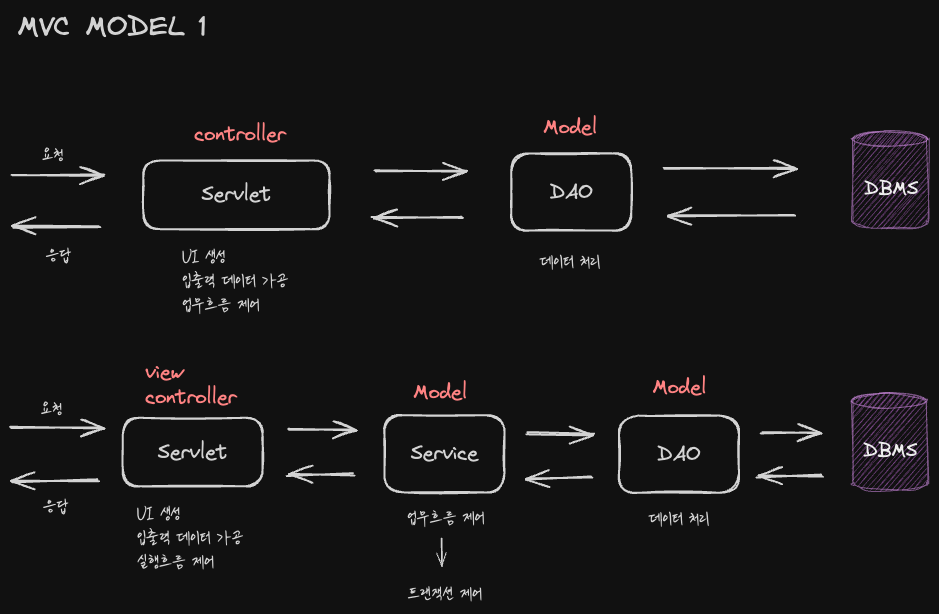 MVC MODEL 1
controller
Model
요청
Servlet
DAO
DBMS
응답
UI 생성
입출력 데이터 가공
업무흐름 제어
데이터 처리
view
controller
Model
Model
요청
Servlet
Service
DAO
DBMS
응답
UI 생성
입출력 데이터 가공
실행흐름 제어
업무흐름 제어
데이터 처리
트랜잭션 제어